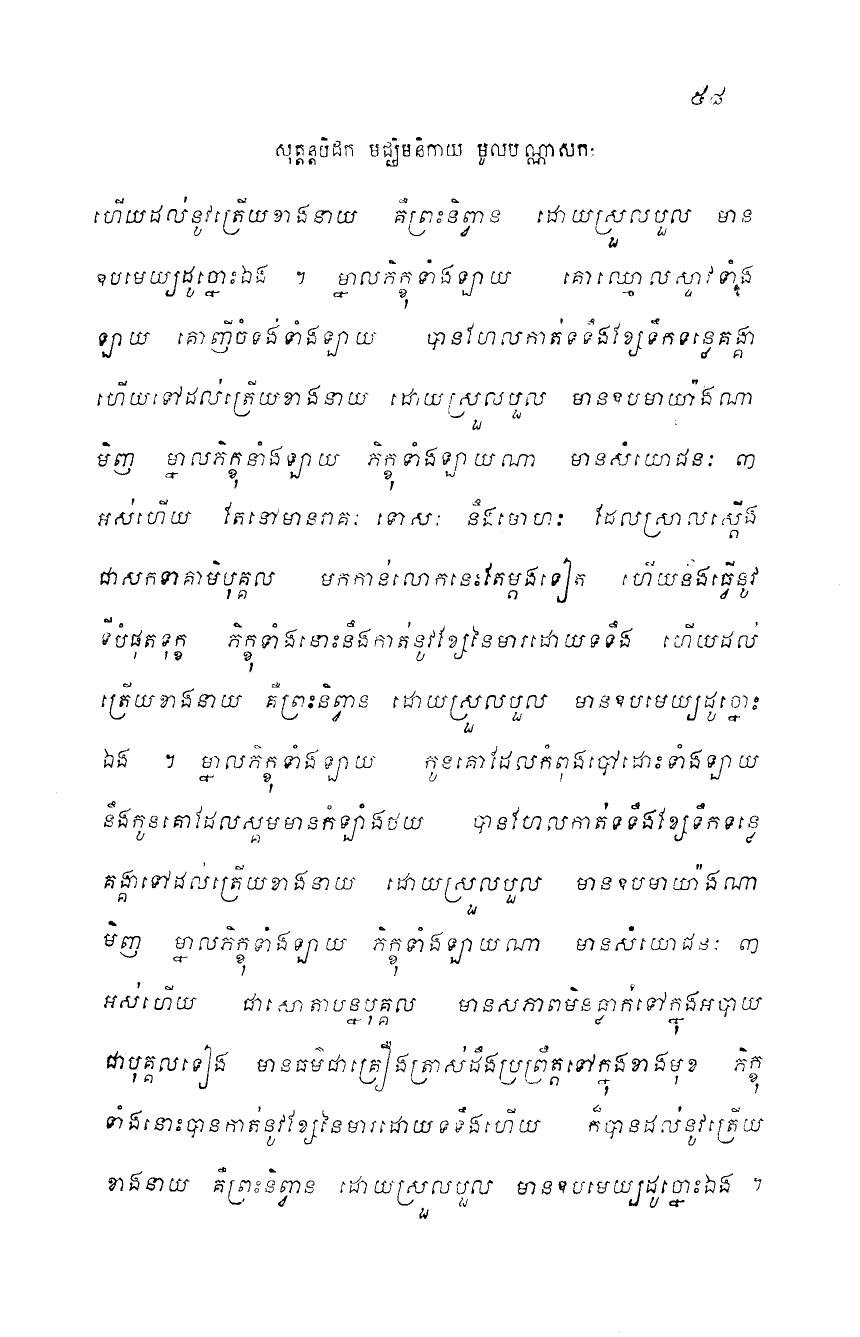 ៥៨
សុត្តន្តបិដក មជ្ឈិមនិកាយ មូលបណ្ណាសកៈ
ហើយដល់នូវត្រើយខាងនាយ គឺព្រះនិព្វាន ដោយស្រួលបួល មាន
ឧបមេយ្យដូច្នោះឯង ។ ម្នាលភិក្ខុទាំងឡាយ គោឈ្មោលស្ទាវទាំង
ឡាយ គោញីចំទង់ទាំងឡាយ បានហែលកាត់ទទឹងខ្សែទឹកទន្ទេគង្គា
ហើយទៅដល់ត្រើយខាងនាយ ដោយស្រួលបួល មានឧបមាយ៉ាងណា
មិញ ម្នាលភិក្ខុទាំងឡាយ ភិក្ខុទាំងឡាយណា មានសំយោជនៈ ៣
អស់ហើយ តែនៅមានរាគៈ ទោសៈ នឹងមោហៈ ដែលស្រាលស្តើង
ជាសកទាគាមិបុគ្គល មកកាន់លោកនេះតែម្តងទៀត ហើយនឹងធ្វើនូវ
ទីបំផុតទុក្ខ ភិក្ខុទាំងនោះនឹងកាត់នូវខ្សែនៃមារដោយទទឹង ហើយដល់
ត្រើយខាងនាយ គឺព្រះនិព្វាន ដោយស្រួលបួល មានឧបមេយ្យដូច្នោះ
ឯង ។ ម្នាលភិក្ខុទាំងឡាយ កូនគោដែលកំពុងបៅដោះទាំងឡាយ
នឹងកូនគោដែលស្គមមានកំឡាំងថយ បានហែលកាត់ទទឹងខ្សែទឹកទន្ទេ
គង្គាទៅដល់ត្រើយខាងនាយ ដោយស្រួលបួល មានឧបមាយ៉ាងណា
មិញ ម្នាលភិក្ខុទាំងឡាយ ភិក្ខុទាំងឡាយណា មានសំយោជនៈ ៣
អស់ហើយ ជាសោតាបន្នបុគ្គល មានសភាពមិនធ្លាក់ទៅក្នុងអបាយ
ជាបុគ្គលទៀង មានធម៌ជាគ្រឿងត្រាស់ដឹងប្រព្រឹត្តទៅក្នុងខាងមុខ ភិក្ខុ
ទាំងនោះបានកាត់នូវខ្សែនៃមារដោយទទឹងហើយ ក៏បានដល់នូវត្រើយ
ខាងនាយ គឺព្រះនិព្វាន ដោយស្រួលបួល មានឧបមេយ្យដូច្នោះឯង ។